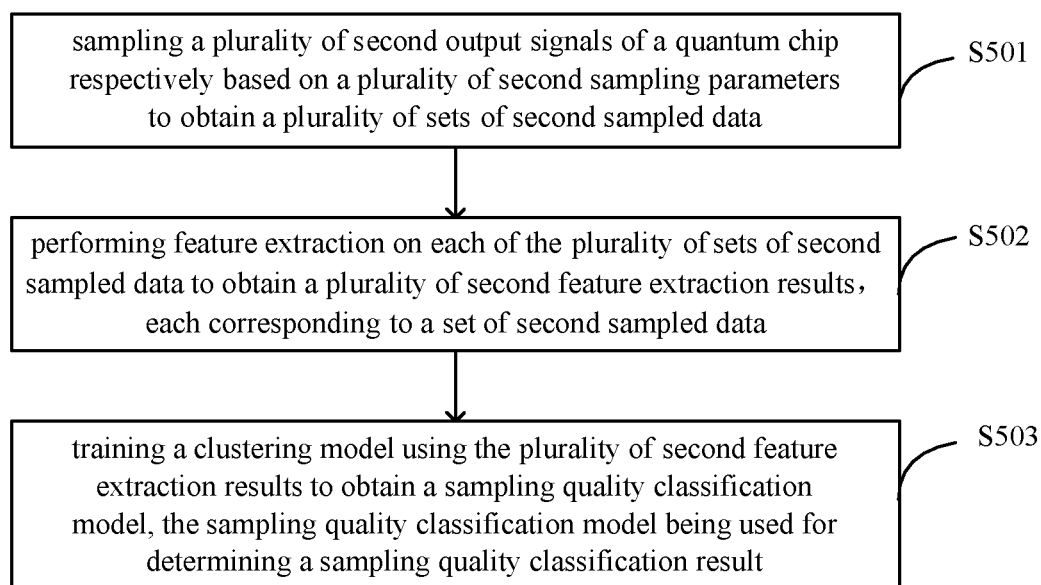 sampling a plurality of second output signals of a quantum chip
respectively based on a plurality of second sampling parameters
to obtain a plurality of sets of second sampled data
S501
performing feature extraction on each of the plurality of sets of second
sampled data to obtain a plurality of second feature extraction results，
each corresponding to a set of second sampled data
S502
training a clustering model using the plurality of second feature
extraction results to obtain a sampling quality classification
model, the sampling quality classification model being used for
determining a sampling quality classification result
S503